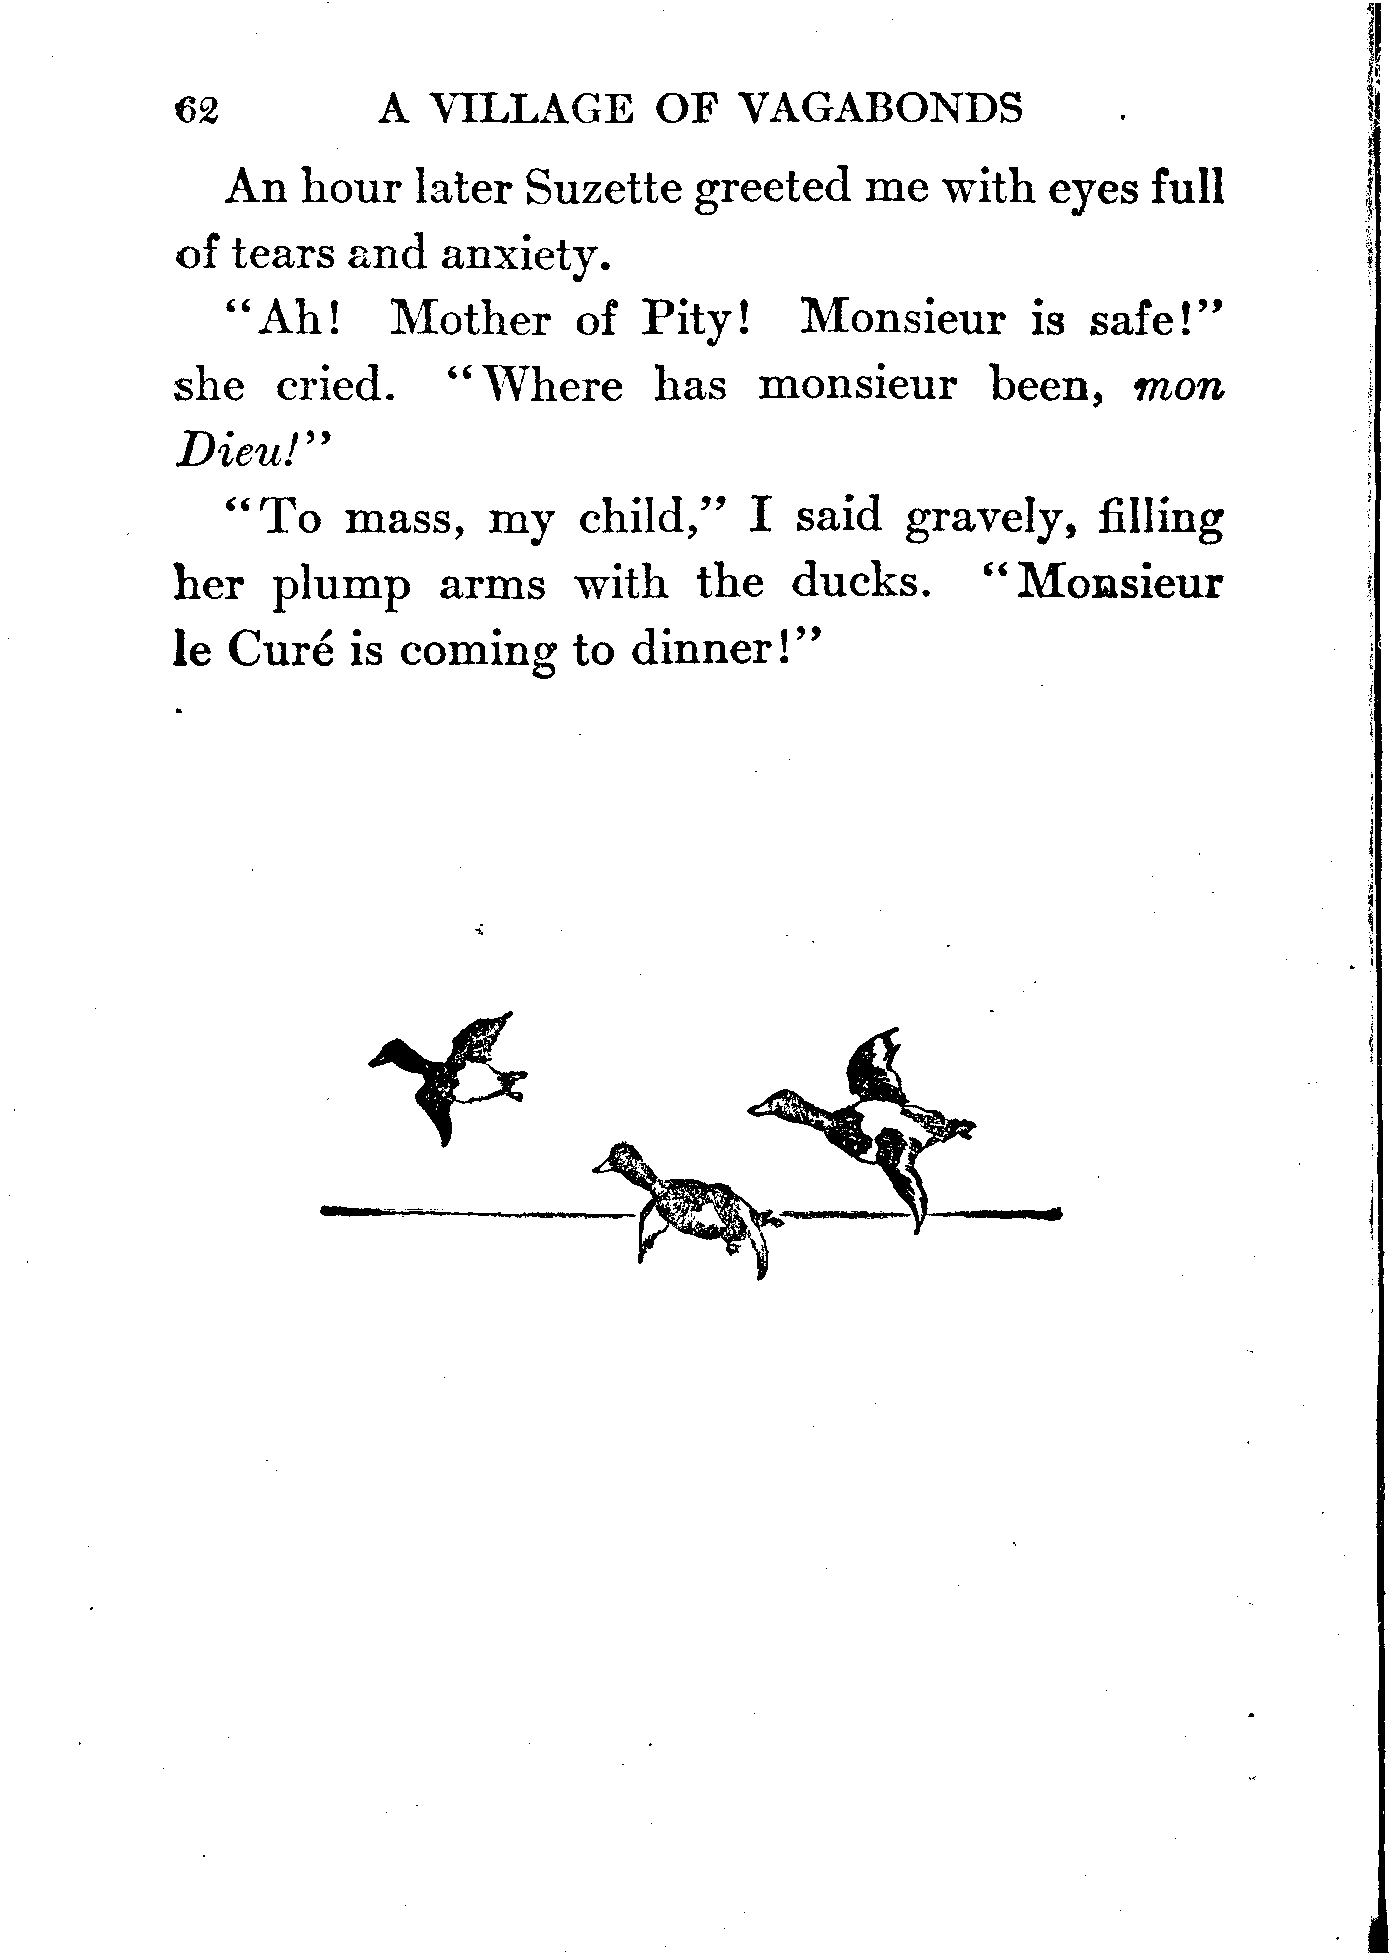 62 A VILLAGE OF VAGABONDS
An hour later Suzette greeted me with eyes full
of tears and anxiety.
“Ah! Mother of Pity! Monsieur is safe!”
she cried. “Where has monsieur been, mon
Dieu!”
“To mass, my child,” I said gravely, filling
her plump arms with the ducks. “Monsieur
le Curé is coming to dinner!”